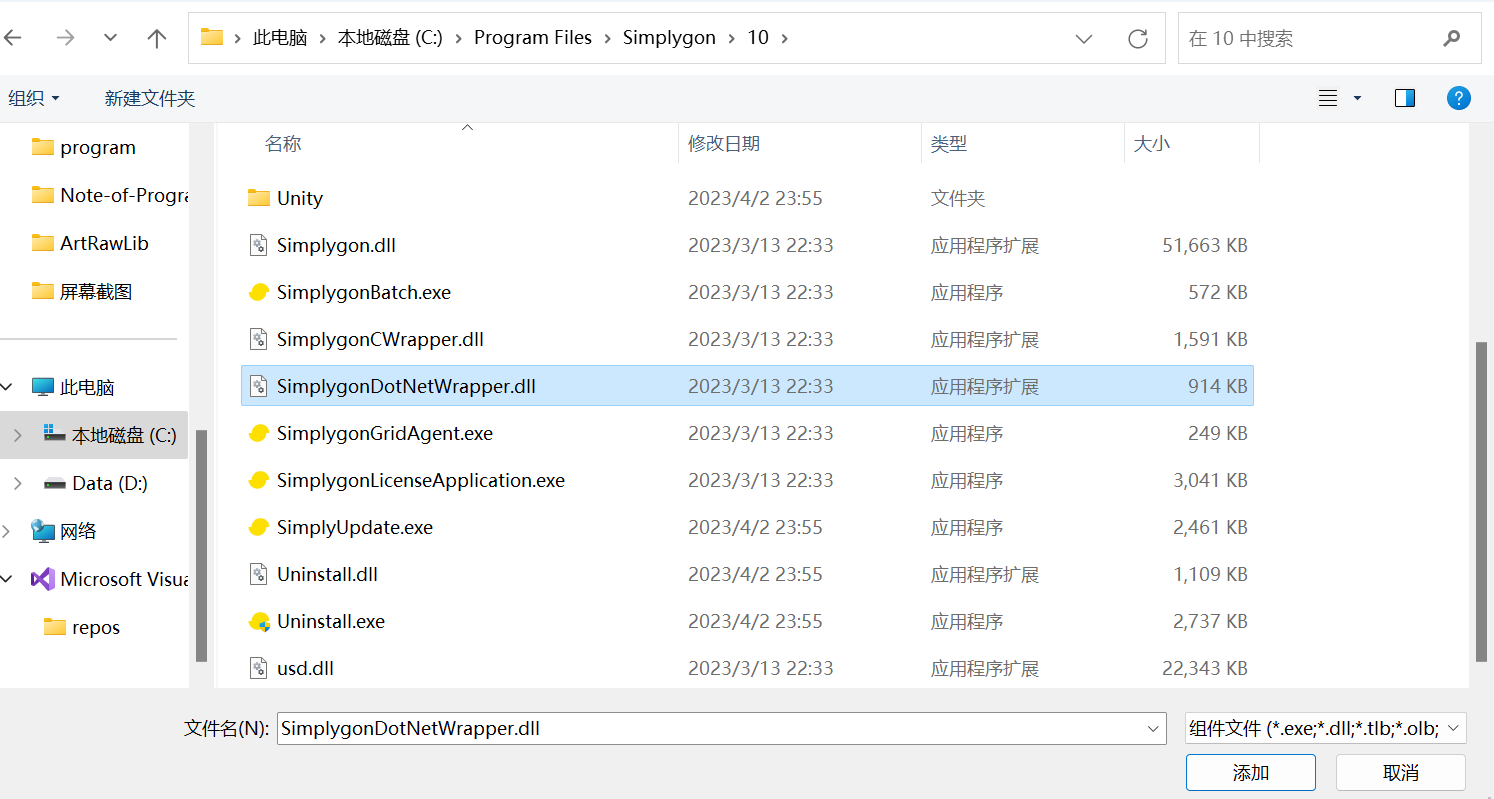 此电脑 › 本地磁盘 (C:) › Program Files › Simplygon › 10 ›
在 10 中搜索
组织
新建文件夹
program
Note-of-Progra
ArtRawLib
屏幕截图
此电脑
本地磁盘 (C:)
Data (D:)
网络
Microsoft Visua
repos
名称 修改日期 类型 大小
Unity 2023/4/2 23:55 文件夹
Simplygon.dll 2023/3/13 22:33 应用程序扩展 51,663 KB
SimplygonBatch.exe 2023/3/13 22:33 应用程序 572 KB
SimplygonCWrapper.dll 2023/3/13 22:33 应用程序扩展 1,591 KB
SimplygonDotNetWrapper.dll 2023/3/13 22:33 应用程序扩展 914 KB
SimplygonGridAgent.exe 2023/3/13 22:33 应用程序 249 KB
SimplygonLicenseApplication.exe 2023/3/13 22:33 应用程序 3,041 KB
SimplyUpdate.exe 2023/4/2 23:55 应用程序 2,461 KB
Uninstall.dll 2023/4/2 23:55 应用程序扩展 1,109 KB
Uninstall.exe 2023/4/2 23:55 应用程序 2,737 KB
usd.dll 2023/3/13 22:33 应用程序扩展 22,343 KB
文件名(N): SimplygonDotNetWrapper.dll
组件文件 (*.exe;*.dll;*.tlb;*.olb;
添加
取消